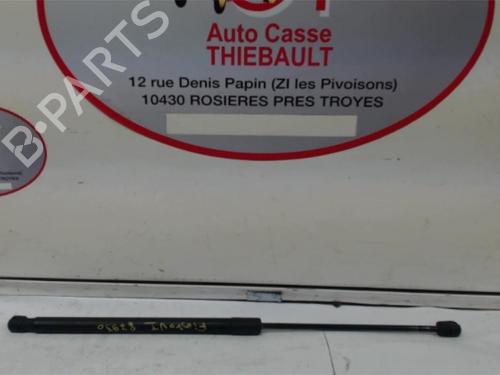 Auto Casse
THIEBAULT
12 rue Denis Papin (ZI les Pivoisons)
10430 ROSIERES PRES TROYES
B-PARTS